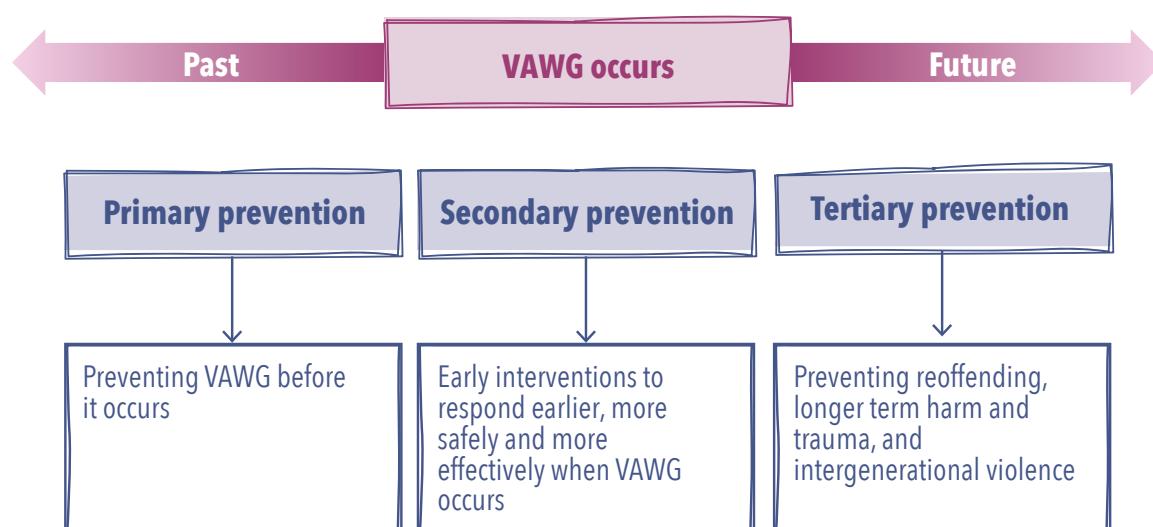 Past
VAWG occurs
Future
Primary prevention
Secondary prevention
Tertiary prevention
Preventing VAWG before
it occurs
Early interventions to
respond earlier, more
safely and more
effectively when VAWG
occurs
Preventing reoffending,
longer term harm and
trauma, and
intergenerational violence